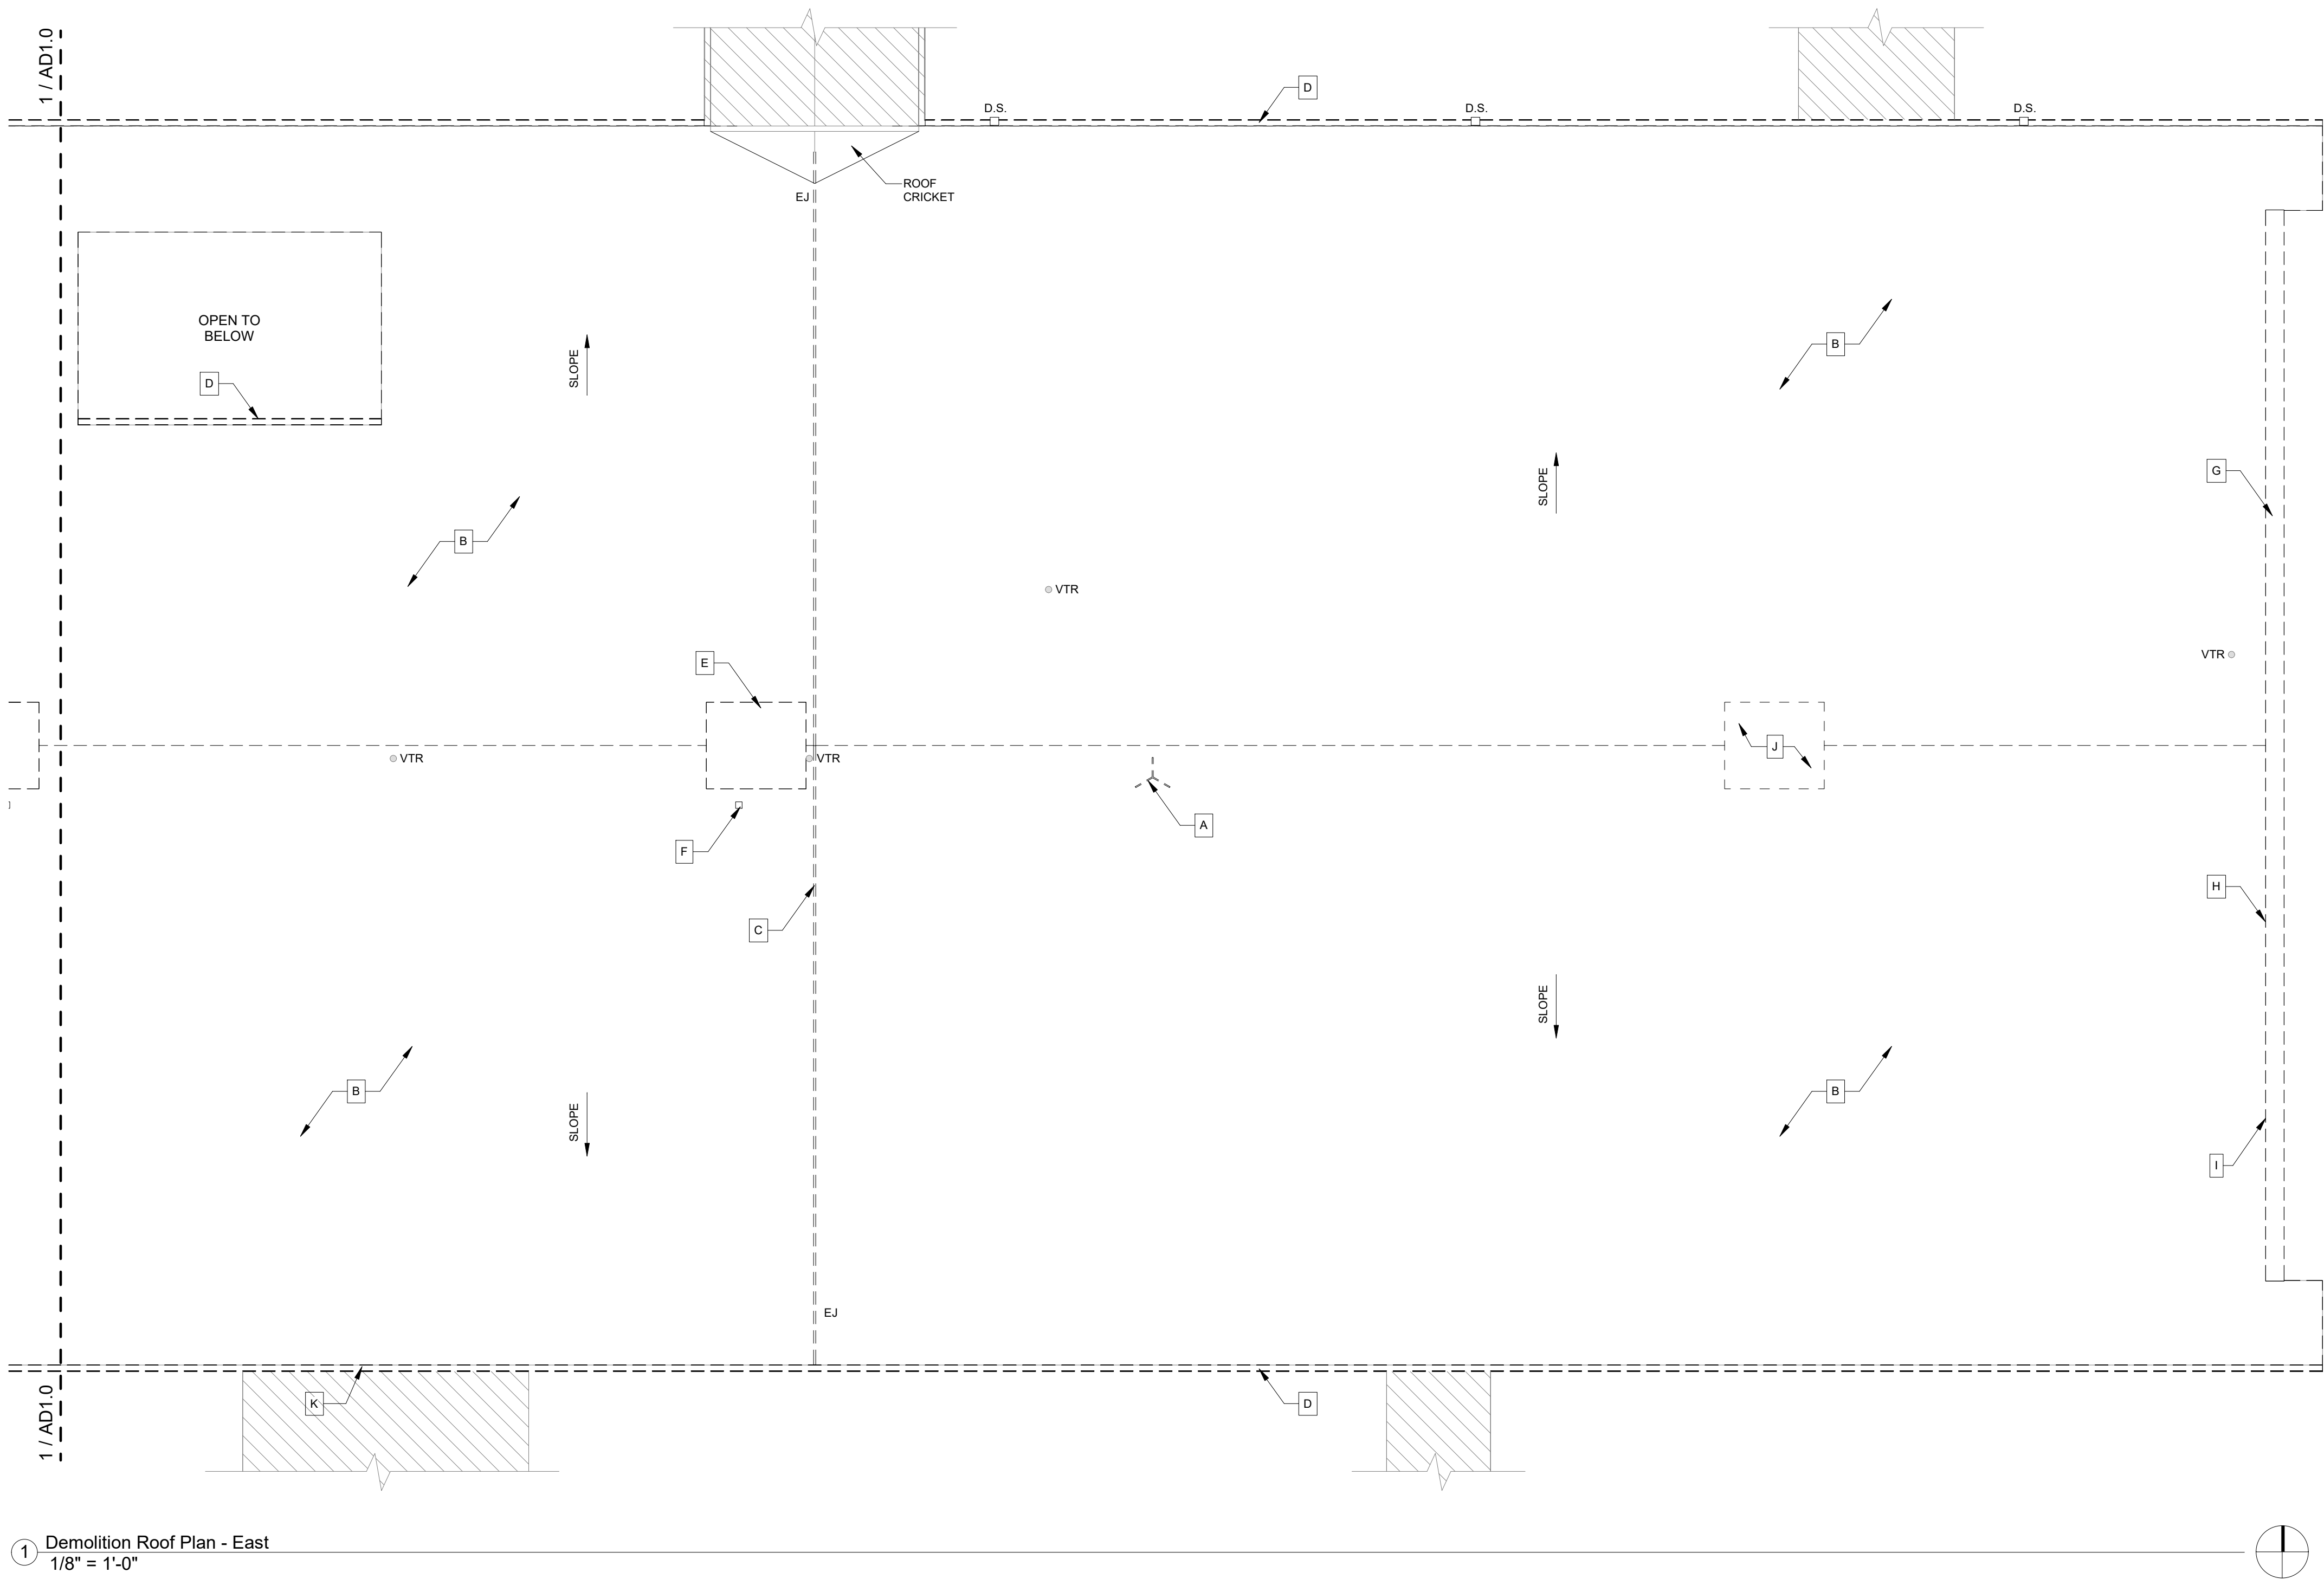 1 / AD1.0
D
D.S.
D.S.
D.S.
ROOF
CRICKET
EJ
OPEN TO
BELOW
D
SLOPE
B
SLOPE
G
B
VTR
VTR
E
VTR
VTR
J
A
F
C
H
SLOPE
B
B
SLOPE
I
EJ
K
D
1 / AD1.0
1
Demolition Roof Plan - East
1/8" = 1'-0"